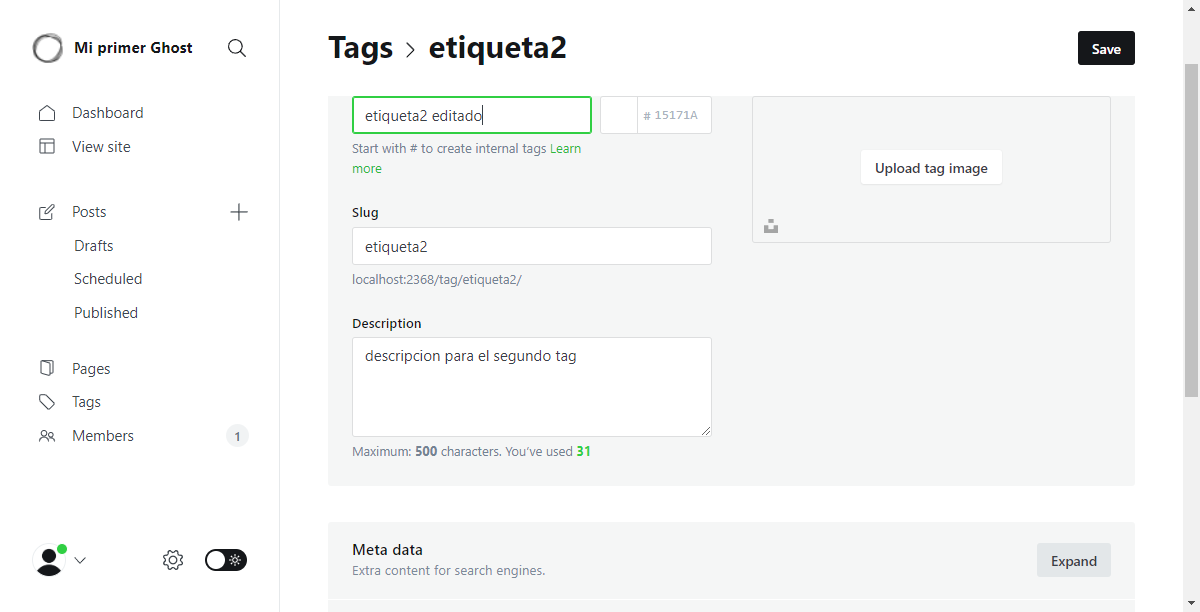 Mi primer Ghost
Dashboard
View site
Posts
Drafts
Scheduled
Published
Pages
Tags
Members
1
Tags > etiqueta2
Save
etiqueta2 editado
# 15171A
Start with # to create internal tags Learn
more
Slug
etiqueta2
localhost:2368/tag/etiqueta2/
Description
descripcion para el segundo tag
Maximum: 500 characters. You’ve used 31
Upload tag image
Meta data
Extra content for search engines.
Expand